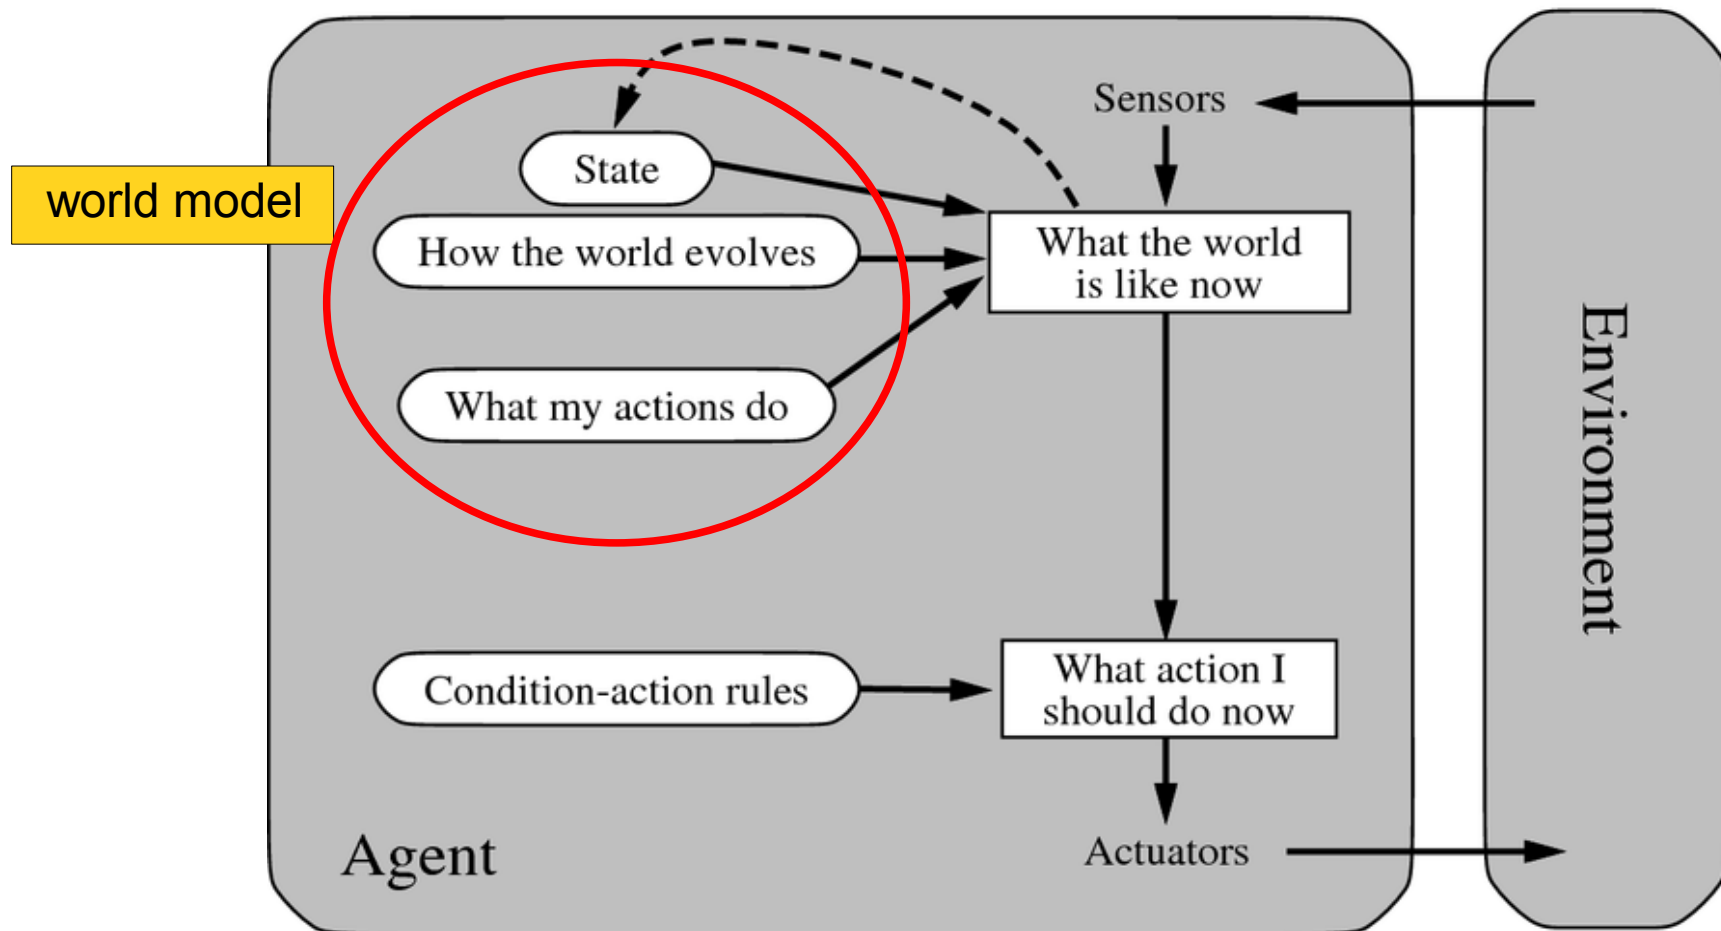 Sensors
State
world model
What the world
is like now
How the world evolves
What my actions do
Environment
Condition-action rules
What action I
should do now
Agent
Actuators